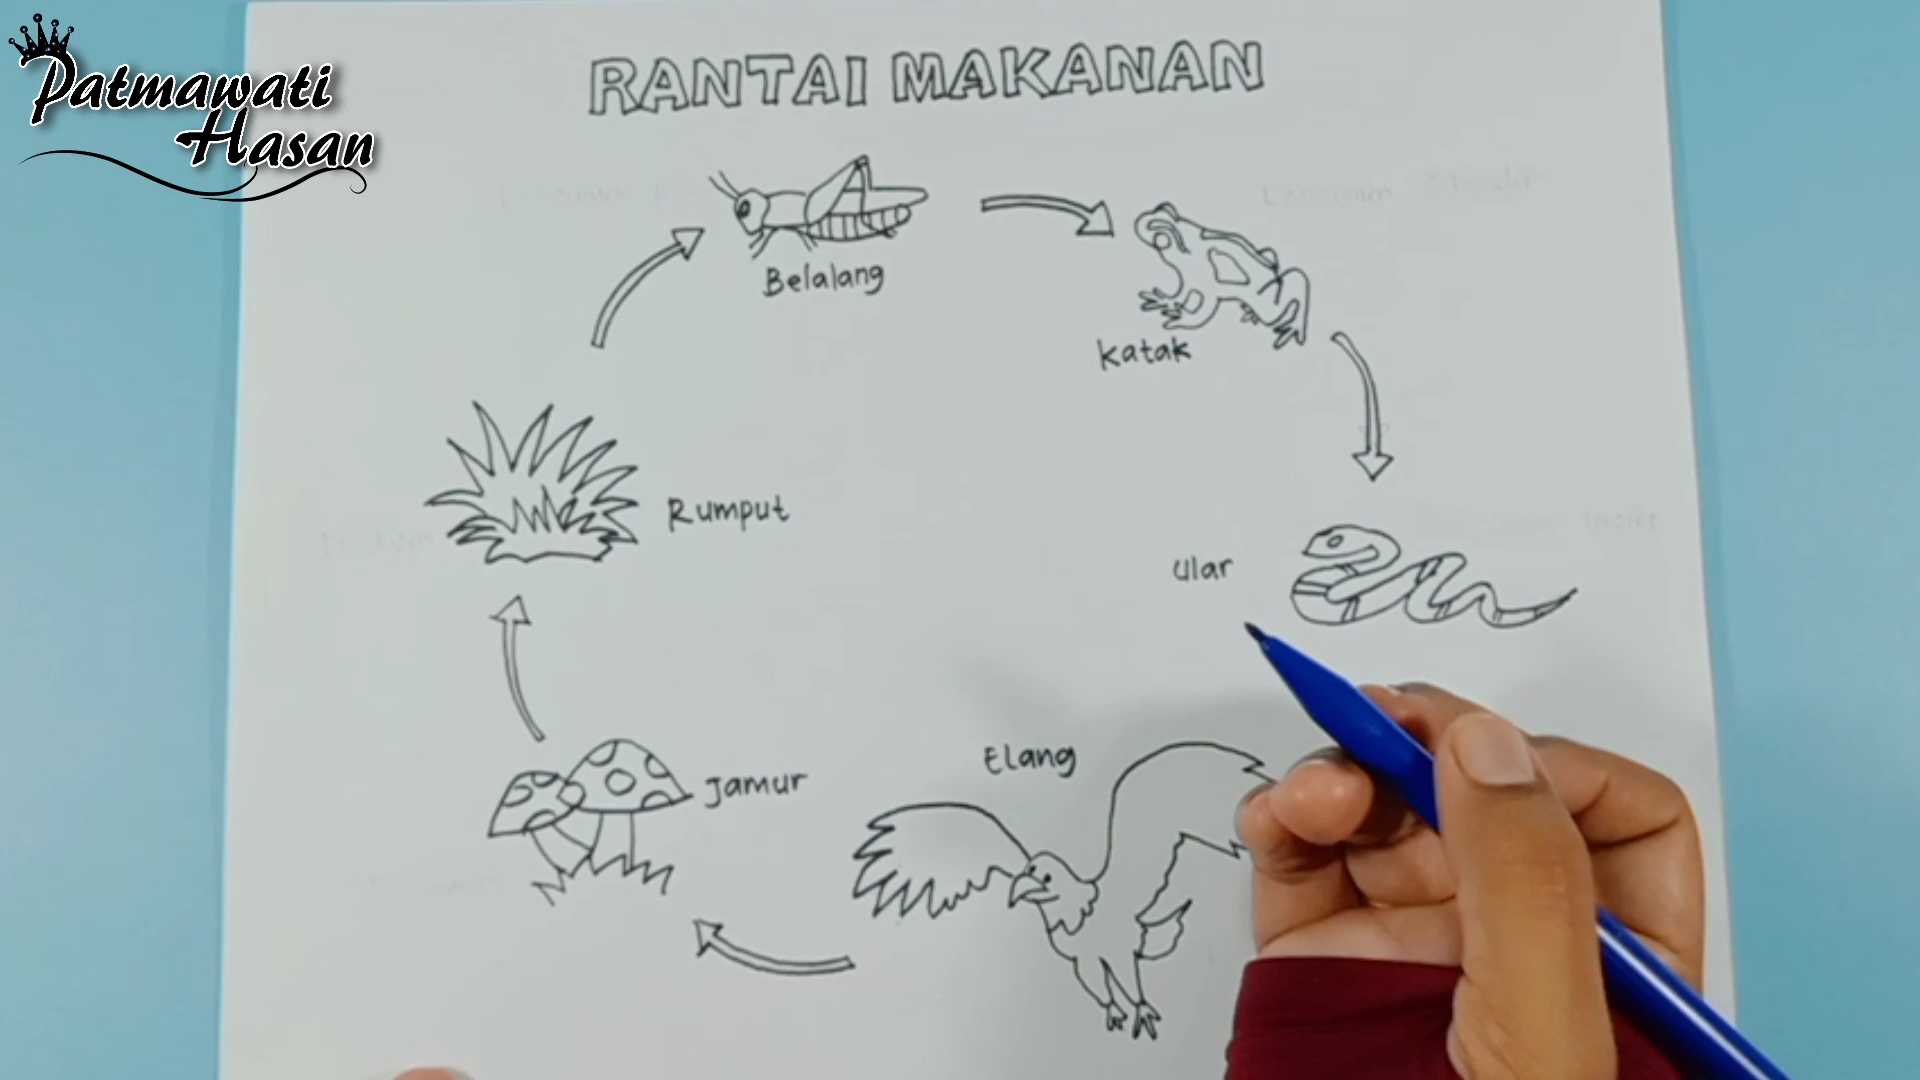 Patmawati
Hasan
RANTAI MAKANAN
Belalang
Katak
Rumput
Ular
Elang
Jamur